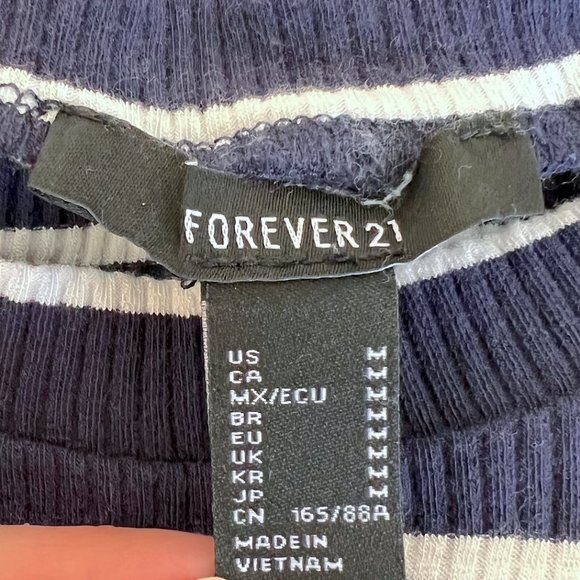 FOREVER 21
US M
CA M
MX/ECU M
BR M
EU M
UK M
KR M
JP M
CN 165/88A
MADE IN
VIETNAM